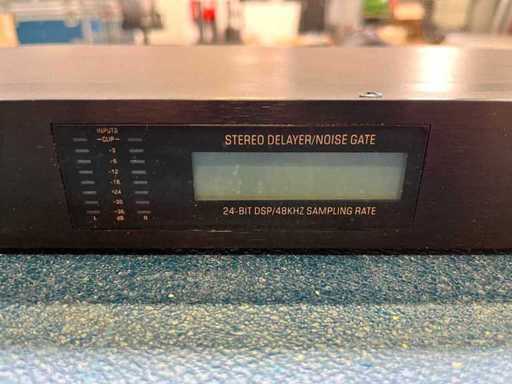 INPUTS
CLIP
-3
-6
-12
-18
-24
-30
-36
L dB R
STEREO DELAYER/NOISE GATE
24-BIT DSP/48KHZ SAMPLING RATE